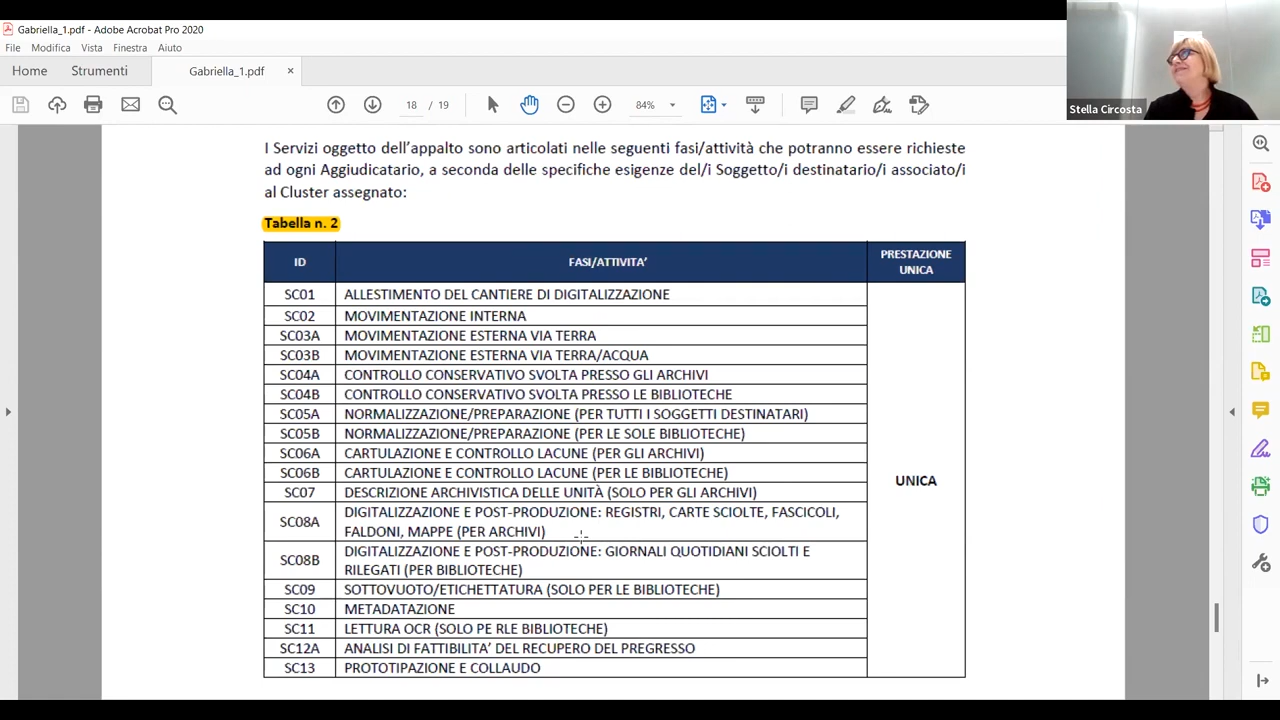 Gabriella_1.pdf - Adobe Acrobat Pro 2020
File Modifica Vista Finestra Aiuto
Home Strumenti Gabriella_1.pdf ×
18 / 19 84%
Stella Circosta
I Servizi oggetto dell'appalto sono articolati nelle seguenti fasi/attività che potranno essere richieste
ad ogni Aggiudicatario, a seconda delle specifiche esigenze del/i Soggetto/i destinatario/i associato/i
al Cluster assegnato:
Tabella n. 2
ID FASI/ATTIVITA' PRESTAZIONE UNICA
SC01 ALLESTIMENTO DEL CANTIERE DI DIGITALIZZAZIONE
SC02 MOVIMENTAZIONE INTERNA
SC03A MOVIMENTAZIONE ESTERNA VIA TERRA
SC03B MOVIMENTAZIONE ESTERNA VIA TERRA/ACQUA
SC04A CONTROLLO CONSERVATIVO SVOLTA PRESSO GLI ARCHIVI
SC04B CONTROLLO CONSERVATIVO SVOLTA PRESSO LE BIBLIOTECHE
SC05A NORMALIZZAZIONE/PREPARAZIONE (PER TUTTI I SOGGETTI DESTINATARI)
SC05B NORMALIZZAZIONE/PREPARAZIONE (PER LE SOLE BIBLIOTECHE)
SC06A CARTULAZIONE E CONTROLLO LACUNE (PER GLI ARCHIVI)
SC06B CARTULAZIONE E CONTROLLO LACUNE (PER LE BIBLIOTECHE)
UNICA
SC07 DESCRIZIONE ARCHIVISTICA DELLE UNITÀ (SOLO PER GLI ARCHIVI)
SC08A DIGITALIZZAZIONE E POST-PRODUZIONE: REGISTRI, CARTE SCIOLTE, FASCICOLI,
FALDONI, MAPPE (PER ARCHIVI)
SC08B DIGITALIZZAZIONE E POST-PRODUZIONE: GIORNALI QUOTIDIANI SCIOLTI E
RILEGATI (PER BIBLIOTECHE)
SC09 SOTTOVUOTO/ETICHETTATURA (SOLO PER LE BIBLIOTECHE)
SC10 METADATAZIONE
SC11 LETTURA OCR (SOLO PE RLE BIBLIOTECHE)
SC12A ANALISI DI FATTIBILITA' DEL RECUPERO DEL PREGRESSO
SC13 PROTOTIPAZIONE E COLLAUDO